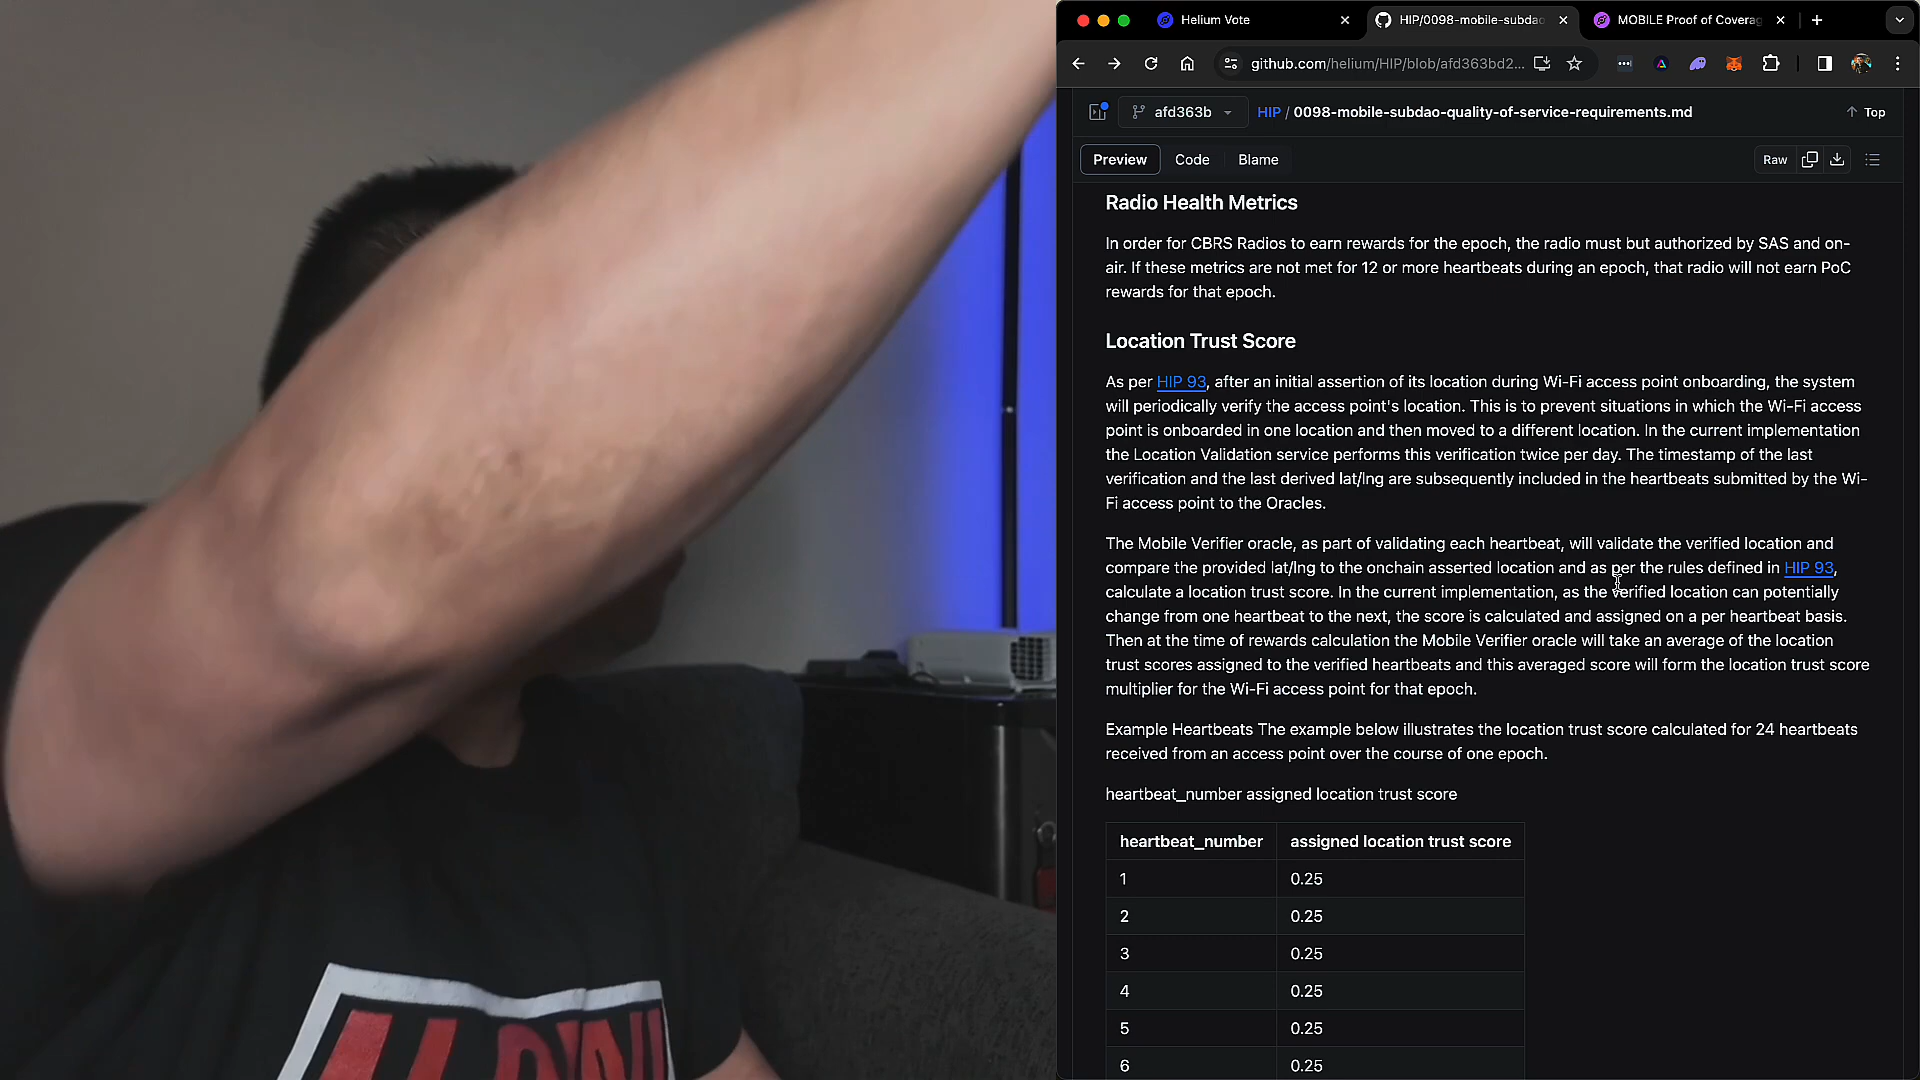 Helium Vote
HIP/0098-mobile-subdao
MOBILE Proof of Coverag
github.com/helium/HIP/blob/afd363bd2...
afd363b
HIP / 0098-mobile-subdao-quality-of-service-requirements.md
Top
Preview
Code
Blame
Raw
Radio Health Metrics
In order for CBRS Radios to earn rewards for the epoch, the radio must but authorized by SAS and on-
air. If these metrics are not met for 12 or more heartbeats during an epoch, that radio will not earn PoC
rewards for that epoch.
Location Trust Score
As per HIP 93, after an initial assertion of its location during Wi-Fi access point onboarding, the system
will periodically verify the access point's location. This is to prevent situations in which the Wi-Fi access
point is onboarded in one location and then moved to a different location. In the current implementation
the Location Validation service performs this verification twice per day. The timestamp of the last
verification and the last derived lat/lng are subsequently included in the heartbeats submitted by the Wi-
Fi access point to the Oracles.
The Mobile Verifier oracle, as part of validating each heartbeat, will validate the verified location and
compare the provided lat/lng to the onchain asserted location and as per the rules defined in HIP 93,
calculate a location trust score. In the current implementation, as the verified location can potentially
change from one heartbeat to the next, the score is calculated and assigned on a per heartbeat basis.
Then at the time of rewards calculation the Mobile Verifier oracle will take an average of the location
trust scores assigned to the verified heartbeats and this averaged score will form the location trust score
multiplier for the Wi-Fi access point for that epoch.
Example Heartbeats The example below illustrates the location trust score calculated for 24 heartbeats
received from an access point over the course of one epoch.
heartbeat_number assigned location trust score
heartbeat_number assigned location trust score
1 0.25
2 0.25
3 0.25
4 0.25
5 0.25
6 0.25